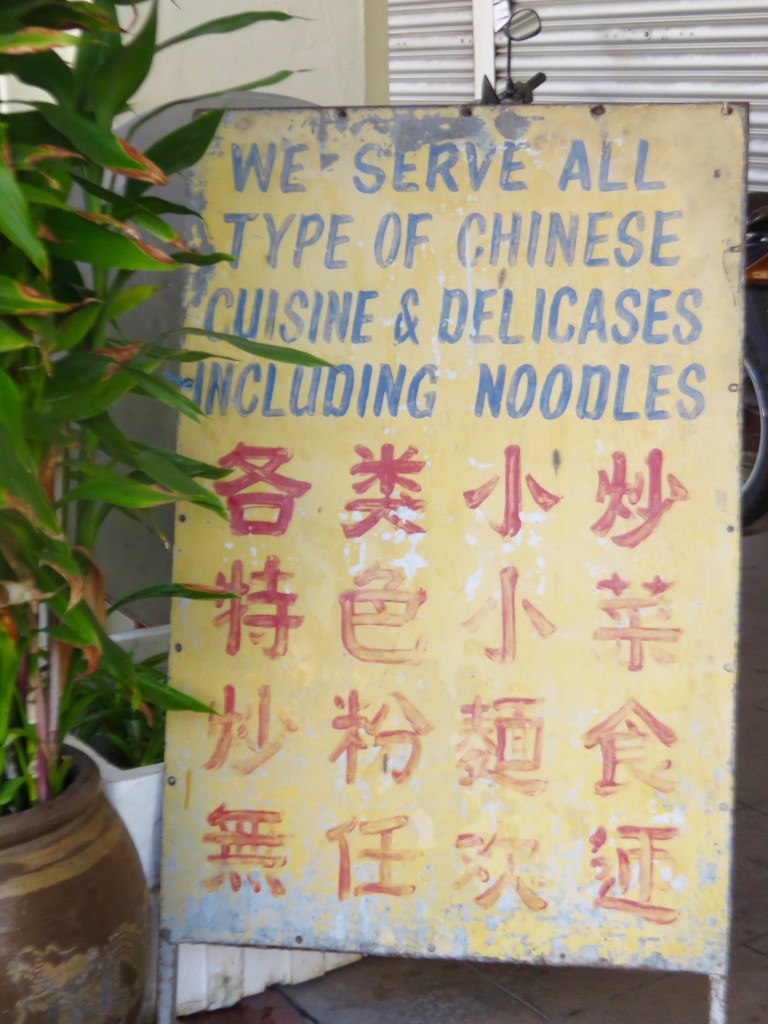 WE SERVE ALL
TYPE OF CHINESE
CUISINE & DELICASES
INCLUDING NOODLES
各类小炒
特色小菜
炒粉麵食
無任欢迎